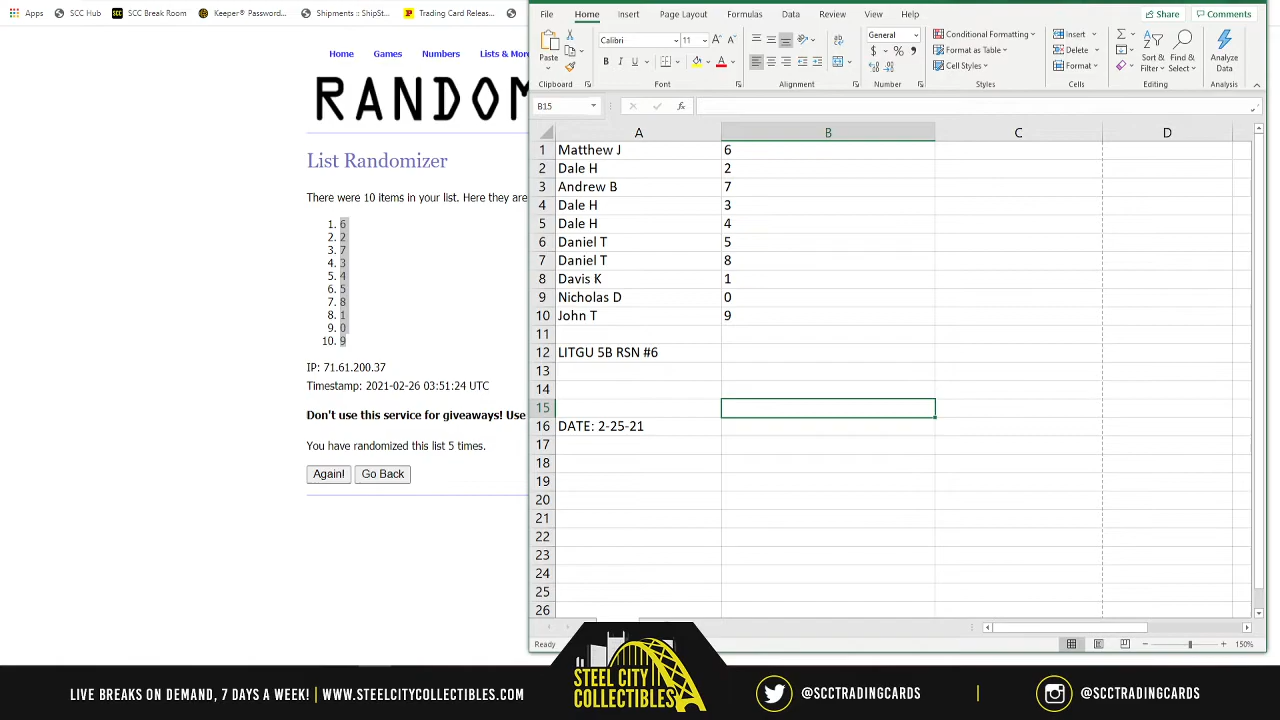 Apps SCC Hub SCC Break Room Keeper® Password... Shipments :: ShipSt... Trading Card Releas...
Home Games Numbers Lists & More
RANDOM
List Randomizer
There were 10 items in your list. Here they are
1. 6
2. 2
3. 7
4. 3
5. 4
6. 5
7. 8
8. 1
9. 0
10. 9
IP: 71.61.200.37
Timestamp: 2021-02-26 03:51:24 UTC
Don't use this service for giveaways! Use
You have randomized this list 5 times.
Again! Go Back
File Home Insert Page Layout Formulas Data Review View Help Share Comments
Paste
Calibri 11
B I U
General
$ % ,
Conditional Formatting
Format as Table
Cell Styles
Insert
Delete
Format
Sort & Filter
Find & Select
Analyze Data
Clipboard Font Alignment Number Styles Cells Editing Analysis
B15 fx
A B C D
1 Matthew J 6
2 Dale H 2
3 Andrew B 7
4 Dale H 3
5 Dale H 4
6 Daniel T 5
7 Daniel T 8
8 Davis K 1
9 Nicholas D 0
10 John T 9
11
12 LITGU 5B RSN #6
13
14
15
16 DATE: 2-25-21
17
18
19
20
21
22
23
24
25
26
Ready 150%
LIVE BREAKS ON DEMAND, 7 DAYS A WEEK! | WWW.STEELCITYCOLLECTIBLES.COM
STEEL CITY
COLLECTIBLES
@SCCTRADINGCARDS | @SCCTRADINGCARDS